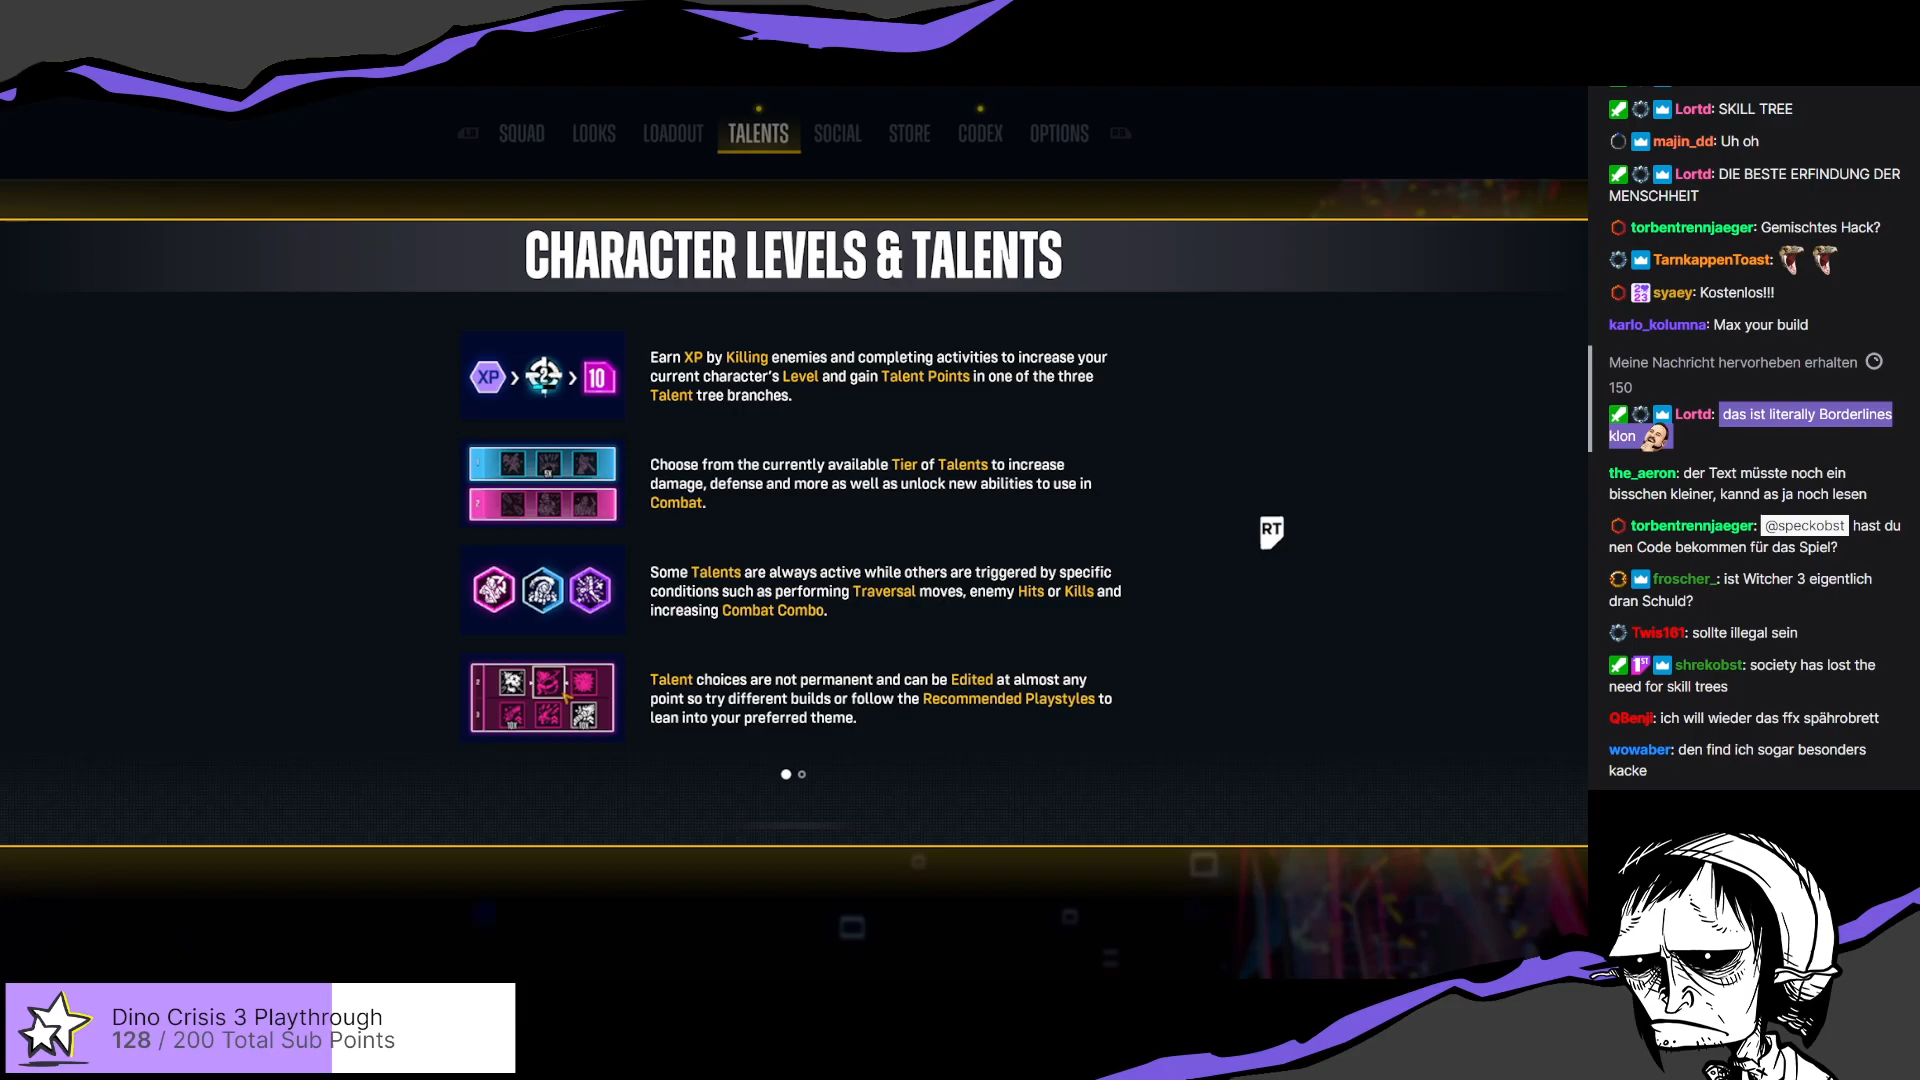 SQUAD LOOKS LOADOUT TALENTS SOCIAL STORE CODEX OPTIONS
CHARACTER LEVELS & TALENTS
XP 2 10
Earn XP by Killing enemies and completing activities to increase your
current character's Level and gain Talent Points in one of the three
Talent tree branches.
Choose from the currently available Tier of Talents to increase
damage, defense and more as well as unlock new abilities to use in
Combat.
RT
Some Talents are always active while others are triggered by specific
conditions such as performing Traversal moves, enemy Hits or Kills and
increasing Combat Combo.
Talent choices are not permanent and can be Edited at almost any
point so try different builds or follow the Recommended Playstyles to
lean into your preferred theme.
Lortd: SKILL TREE
majin_dd: Uh oh
Lortd: DIE BESTE ERFINDUNG DER
MENSCHHEIT
torbentrennjaeger: Gemischtes Hack?
TarnkappenToast:
syaey: Kostenlos!!!
karlo_kolumna: Max your build
Meine Nachricht hervorheben erhalten
150
Lortd: das ist literally Borderlines
klon
the_aeron: der Text müsste noch ein
bisschen kleiner, kannd as ja noch lesen
torbentrennjaeger: @speckobst hast du
nen Code bekommen für das Spiel?
froscher_: ist Witcher 3 eigentlich
dran Schuld?
Twis161: sollte illegal sein
shrekobst: society has lost the
need for skill trees
QBenji: ich will wieder das ffx spährobrett
wowaber: den find ich sogar besonders
kacke
Dino Crisis 3 Playthrough
128 / 200 Total Sub Points